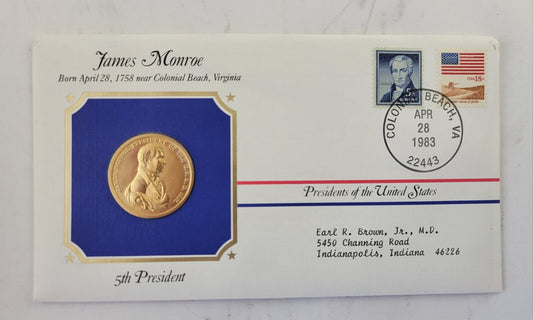 James Monroe
Born April 28, 1758 near Colonial Beach, Virginia
5c
USA 18c
COLONIAL BEACH, VA
APR
28
1983
22443
Presidents of the United States
Earl R. Brown, Jr., M.D.
5450 Channing Road
Indianapolis, Indiana 46226
5th President